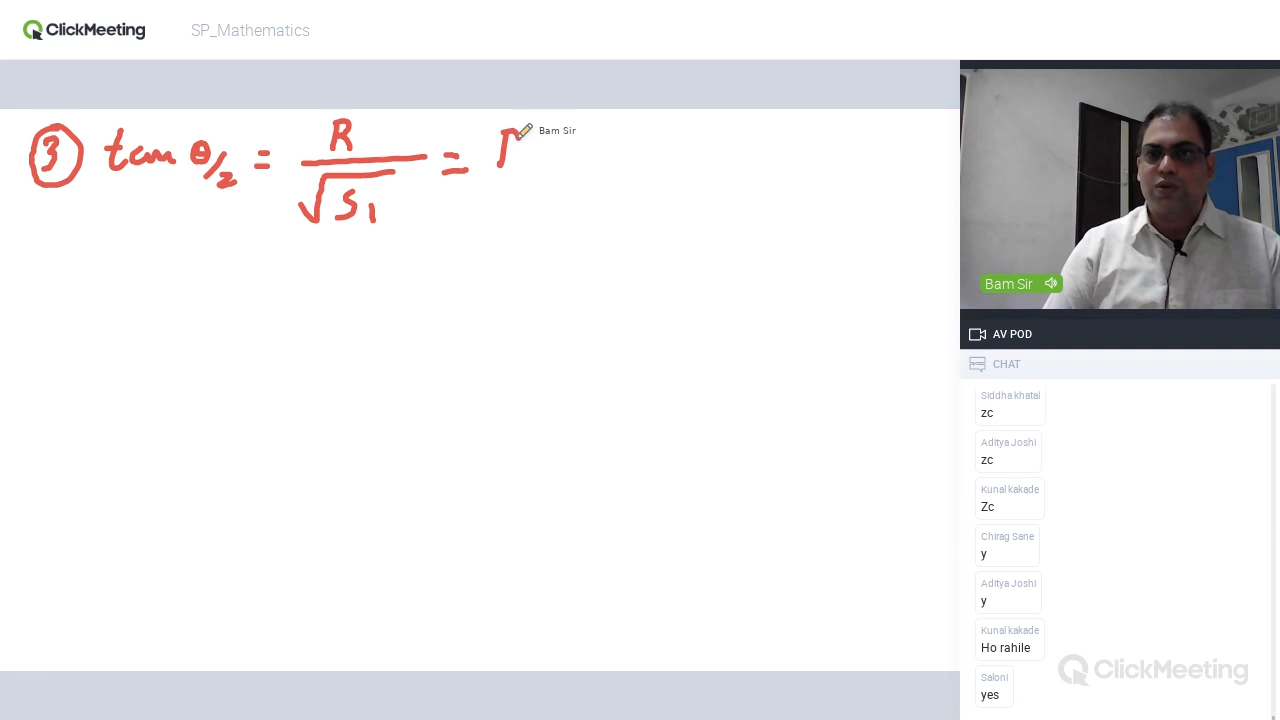 ClickMeeting SP_Mathematics
③ tan θ/2 = R/√S1 =
Bam Sir
Bam Sir
AV POD
CHAT
Siddha khatal
zc
Aditya Joshi
zc
Kunal kakade
Zc
Chirag Sane
y
Aditya Joshi
y
Kunal kakade
Ho rahile
Saloni
yes
ClickMeeting